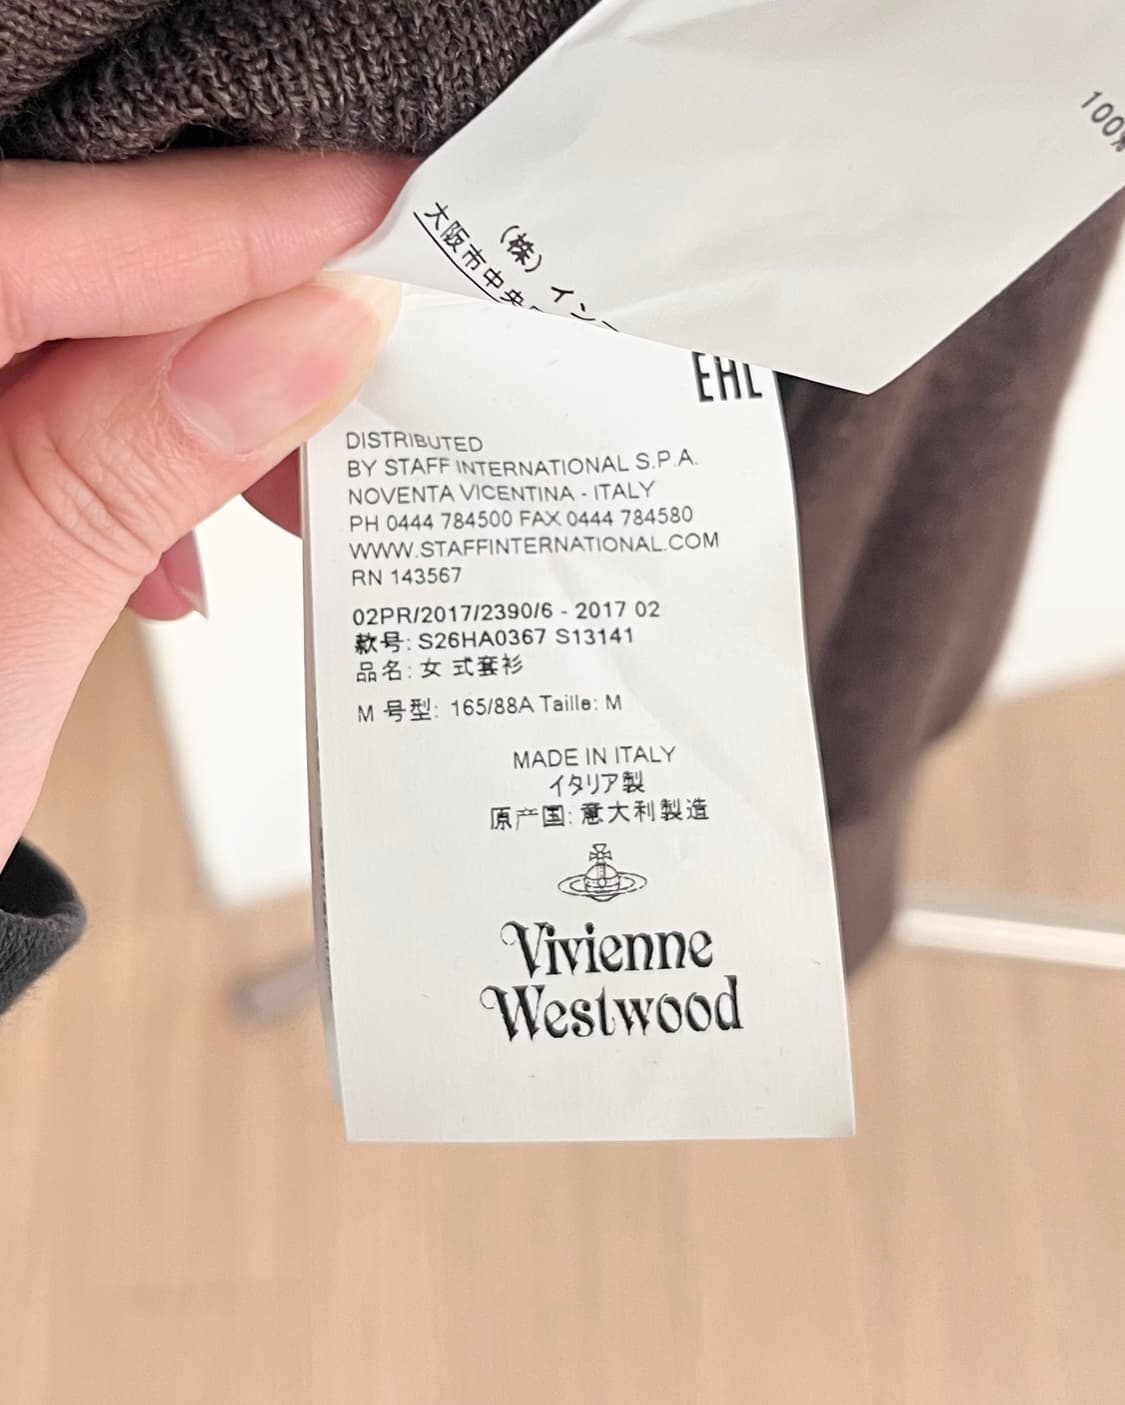 100%
(株) イン
大阪市中央
EHC
DISTRIBUTED
BY STAFF INTERNATIONAL S.P.A.
NOVENTA VICENTINA - ITALY
PH 0444 784500 FAX 0444 784580
WWW.STAFFINTERNATIONAL.COM
RN 143567
02PR/2017/2390/6 - 2017 02
款号: S26HA0367 S13141
品名: 女 式套衫
M 号型: 165/88A Taille: M
MADE IN ITALY
イタリア製
原产国: 意大利製造
Vivienne
Westwood